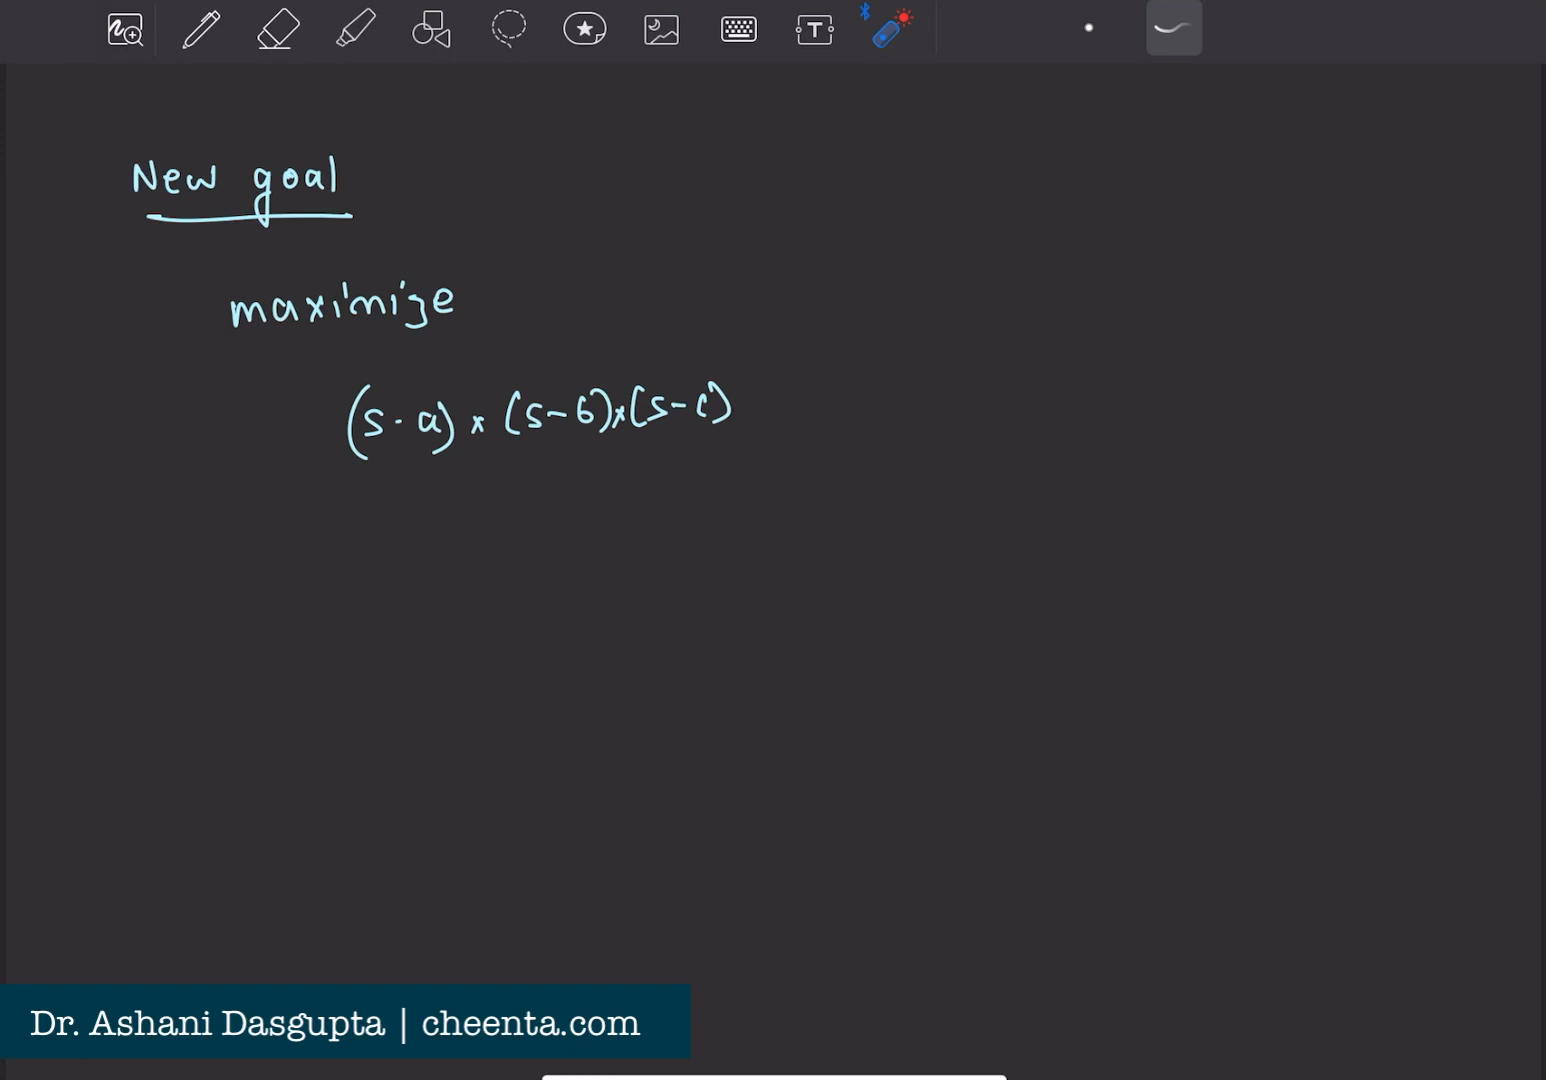 New goal
maximize
(s-a) × (s-b)×(s-c)
Dr. Ashani Dasgupta | cheenta.com